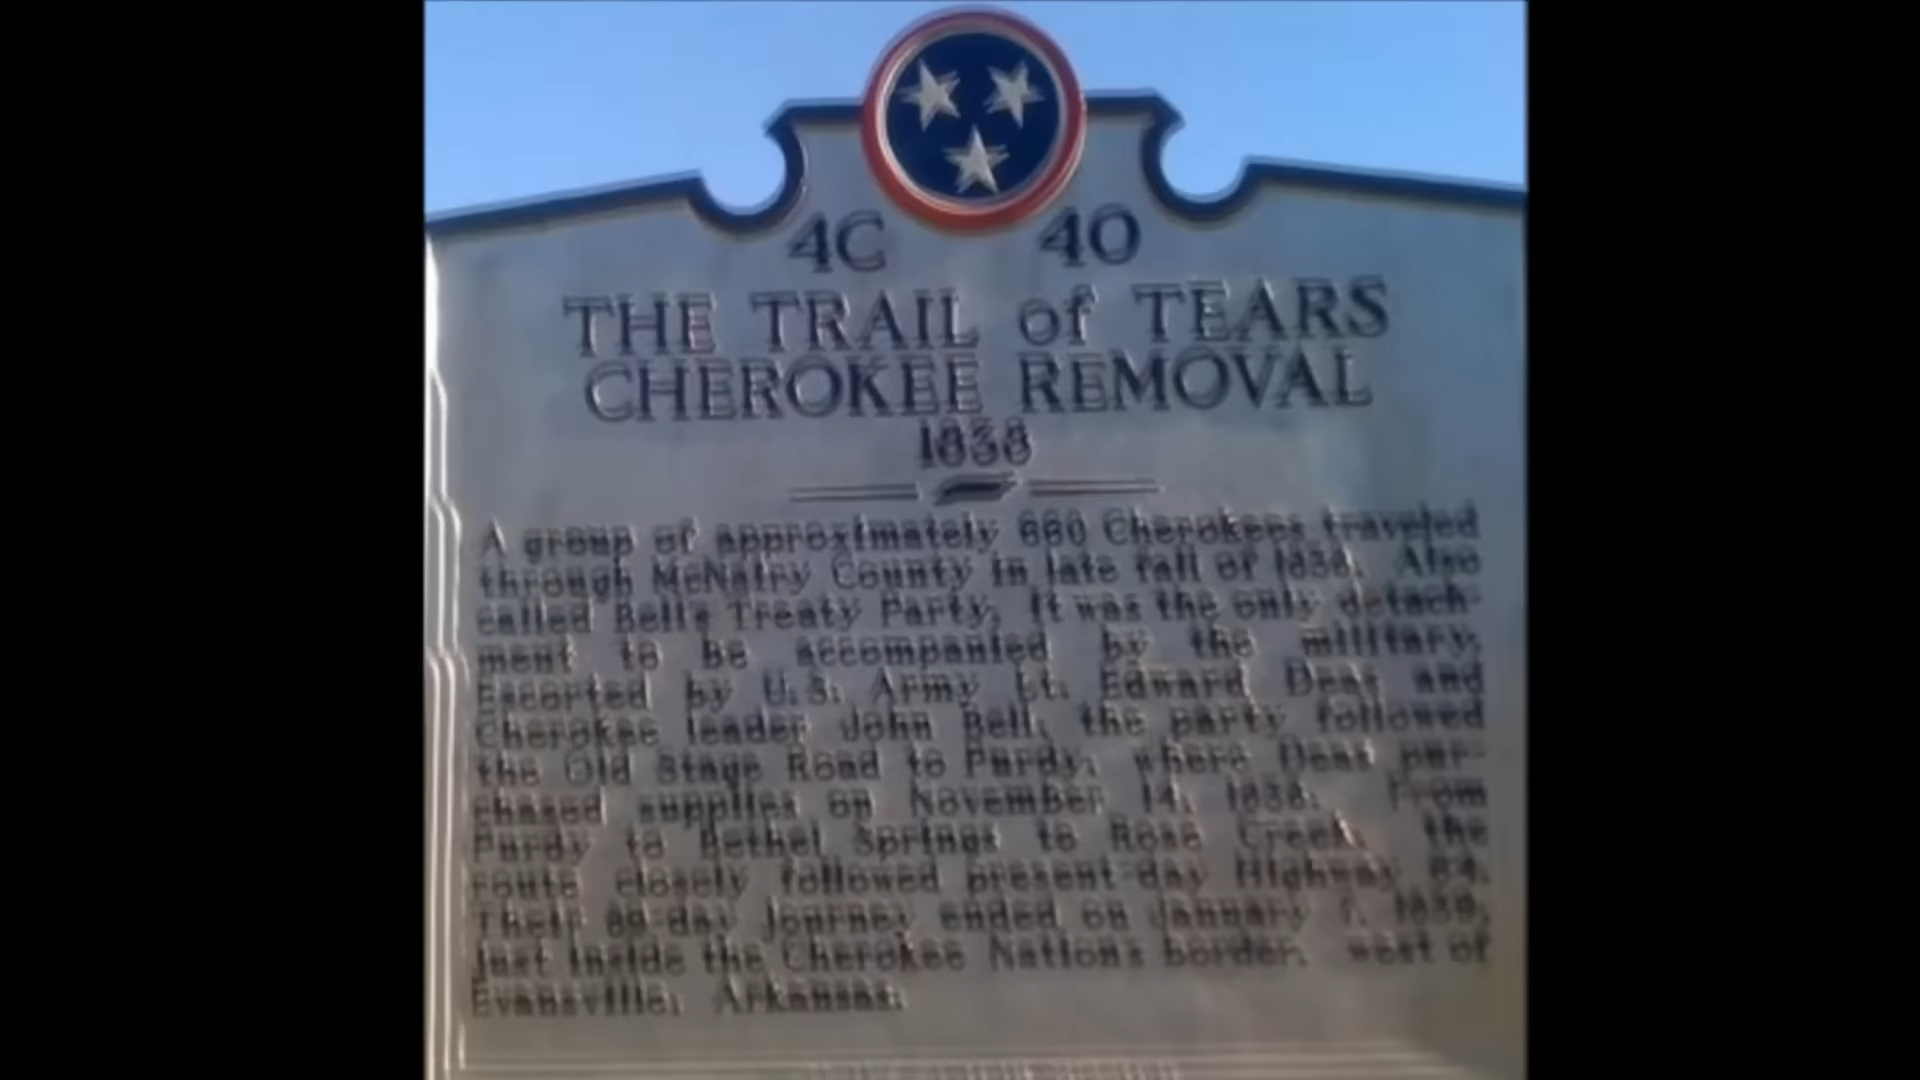 4C 40
THE TRAIL of TEARS
CHEROKEE REMOVAL
1838
A group of approximately 660 Cherokees traveled
through McNairy County in late fall of 1838. Also
called Bell's Treaty Party, it was the only detach-
ment to be accompanied by the military.
Escorted by U.S. Army Lt. Edward Deas and
Cherokee leader John Bell, the party followed
the Old Stage Road to Purdy, where Deas pur-
chased supplies on November 14, 1838. From
Purdy to Bethel Springs to Rose Creek, the
route closely followed present-day Highway 64.
Their 89-day journey ended on January 7, 1839,
just inside the Cherokee Nation's border, west of
Evansville, Arkansas.